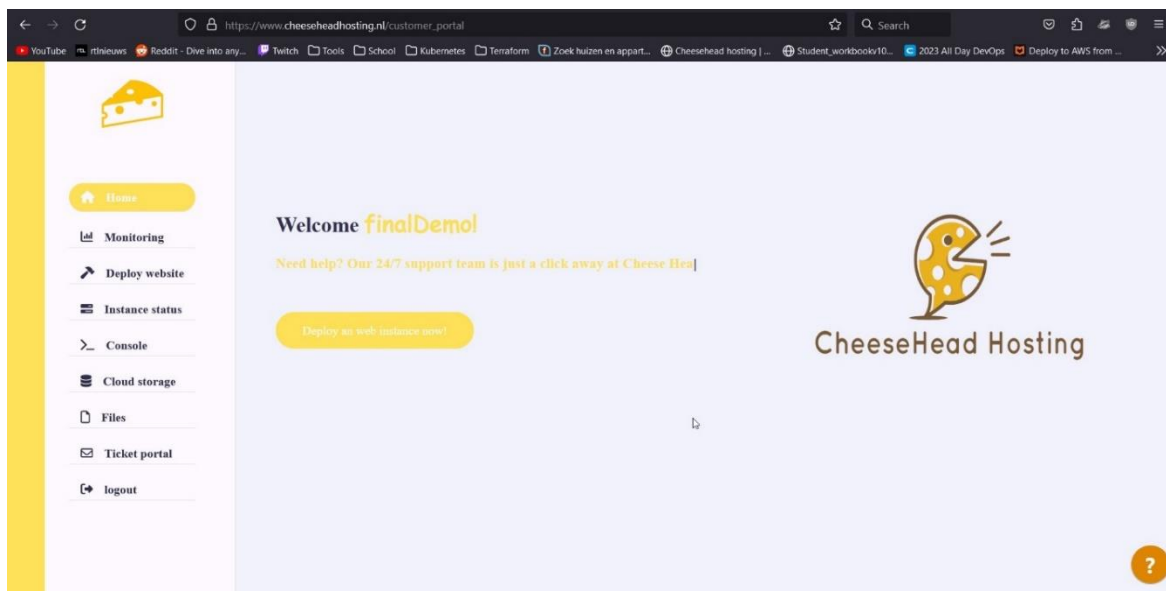 https://www.cheeseheadhosting.nl/customer_portal
Search
YouTube rtlnieuws Reddit - Dive into any... Twitch Tools School Kubernetes Terraform Zoek huizen en appart... Cheesehead hosting | ... Student_workbookv10... 2023 All Day DevOps Deploy to AWS from ...
Home
Monitoring
Deploy website
Instance status
Console
Cloud storage
Files
Ticket portal
logout
Welcome finalDemo!
Need help? Our 24/7 support team is just a click away at Cheese Hea|
Deploy an web instance now!
CheeseHead Hosting
?